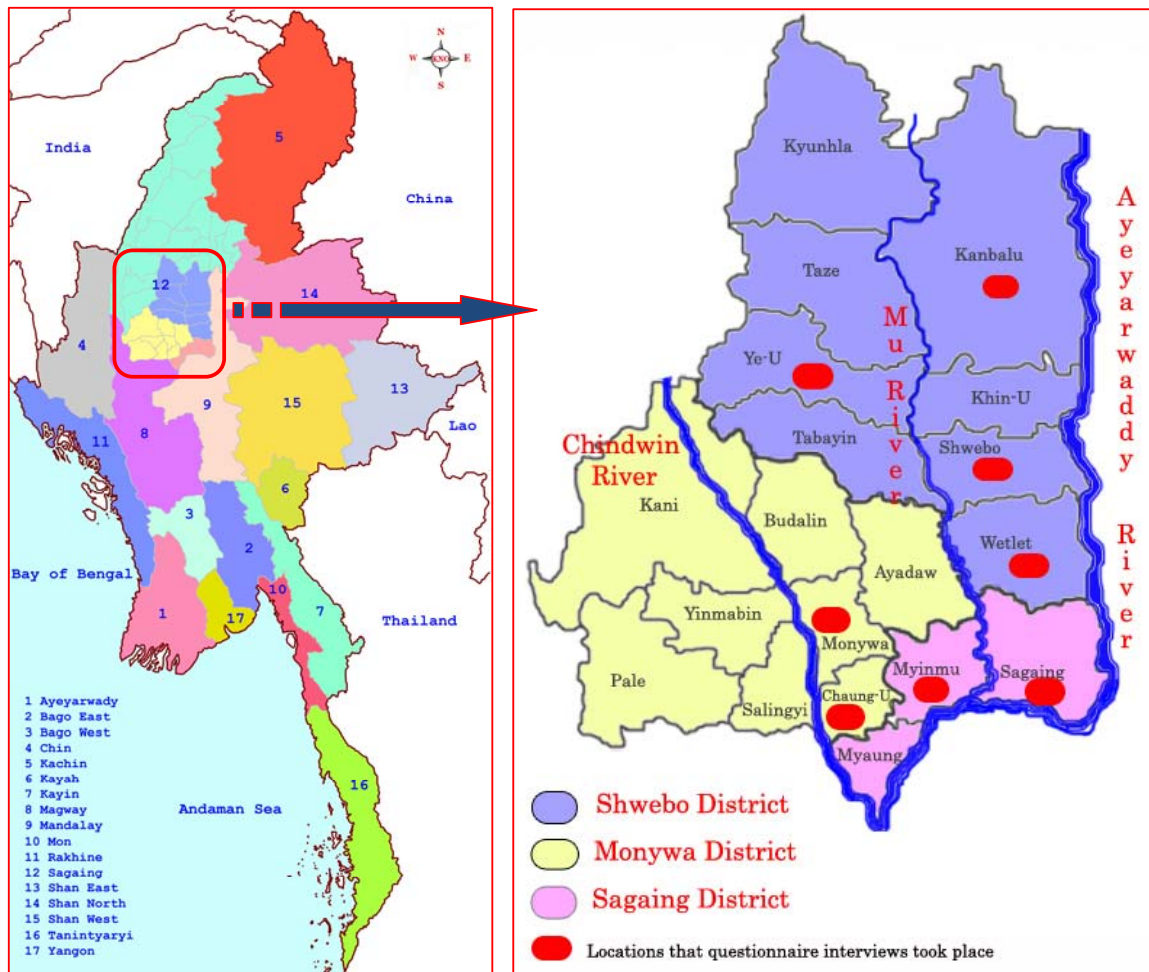 N
W
KNO
E
S
India
5
China
12
14
4
13
9
15
8
Lao
11
6
3
2
Bay of Bengal
10
1
7
17
Thailand
16
Andaman Sea
1 Ayeyarwady
2 Bago East
3 Bago West
4 Chin
5 Kachin
6 Kayah
7 Kayin
8 Magway
9 Mandalay
10 Mon
11 Rakhine
12 Sagaing
13 Shan East
14 Shan North
15 Shan West
16 Tanintyaryi
17 Yangon
Kyunhla
Kanbalu
Taze
Ayeyarwaddy River
Mu River
Ye-U
Khin-U
Tabayin
Shwebo
Chindwin
River
Kani
Budalin
Wetlet
Ayadaw
Yinmabin
Monywa
Myinmu
Sagaing
Pale
Chaung-U
Salingyi
Myaung
Shwebo District
Monywa District
Sagaing District
Locations that questionnaire interviews took place